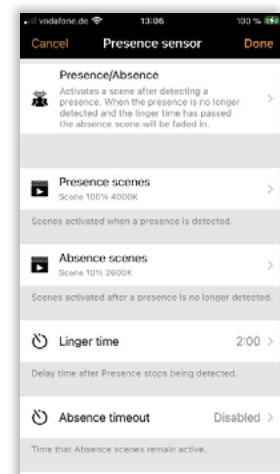 vodafone.de 13:06 100 %
Cancel Presence sensor Done
Presence/Absence
Activates a scene after detecting a
presence. When the presence is no longer
detected and the linger time has passed
the absence scene will be faded in.
Presence scenes
Scene 100% 4000K
Scenes activated when a presence is detected.
Absence scenes
Scene 10% 2600K
Scenes activated after a presence is no longer detected.
Linger time 2:00
Delay time after Presence stops being detected.
Absence timeout Disabled
Time that Absence scenes remain active.